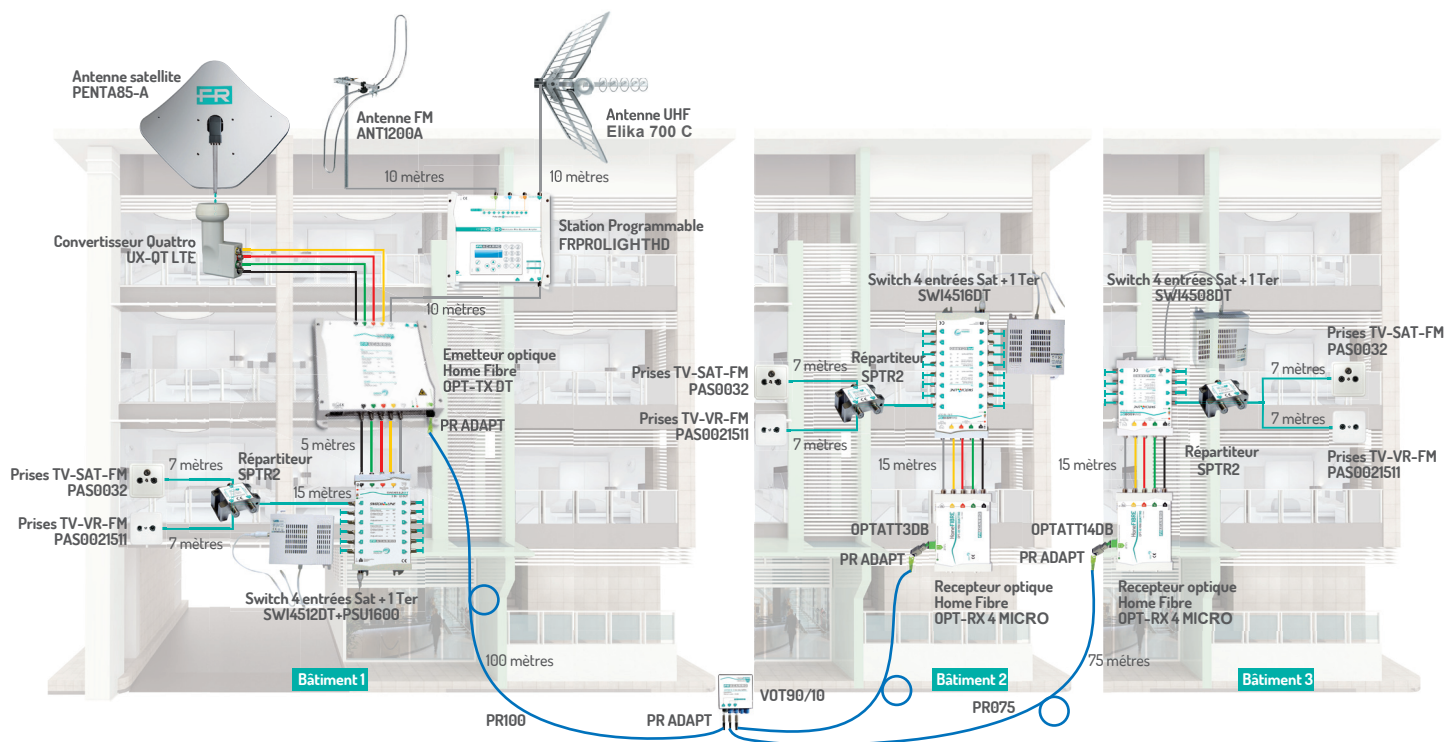 Antenne satellite
PENTA85-A
FR
Antenne FM
ANT1200A
Antenne UHF
Elika 700 C
10 mètres
10 mètres
Convertisseur Quattro
UX-QT LTE
Station Programmable
FRPROLIGHTHD
10 mètres
Emetteur optique
Home Fibre
OPT-TX DT
PR ADAPT
5 mètres
Prises TV-SAT-FM
PAS0032
7 mètres
Répartiteur
SPTR2
15 mètres
Prises TV-VR-FM
PAS0021511
7 mètres
Switch 4 entrées Sat + 1 Ter
SWI4512DT+PSU1600
100 mètres
Bâtiment 1
PR100
PR ADAPT
VOT90/10
Switch 4 entrées Sat + 1 Ter
SWI4516DT
Prises TV-SAT-FM
PAS0032
7 mètres
Répartiteur
SPTR2
Prises TV-VR-FM
PAS0021511
7 mètres
15 mètres
OPTATT3DB
PR ADAPT
Recepteur optique
Home Fibre
OPT-RX 4 MICRO
Bâtiment 2
PR075
75 métres
Switch 4 entrées Sat + 1 Ter
SWI4508DT
Prises TV-SAT-FM
PAS0032
7 mètres
7 mètres
Répartiteur
SPTR2
Prises TV-VR-FM
PAS0021511
15 mètres
OPTATT14DB
PR ADAPT
Recepteur optique
Home Fibre
OPT-RX 4 MICRO
Bâtiment 3